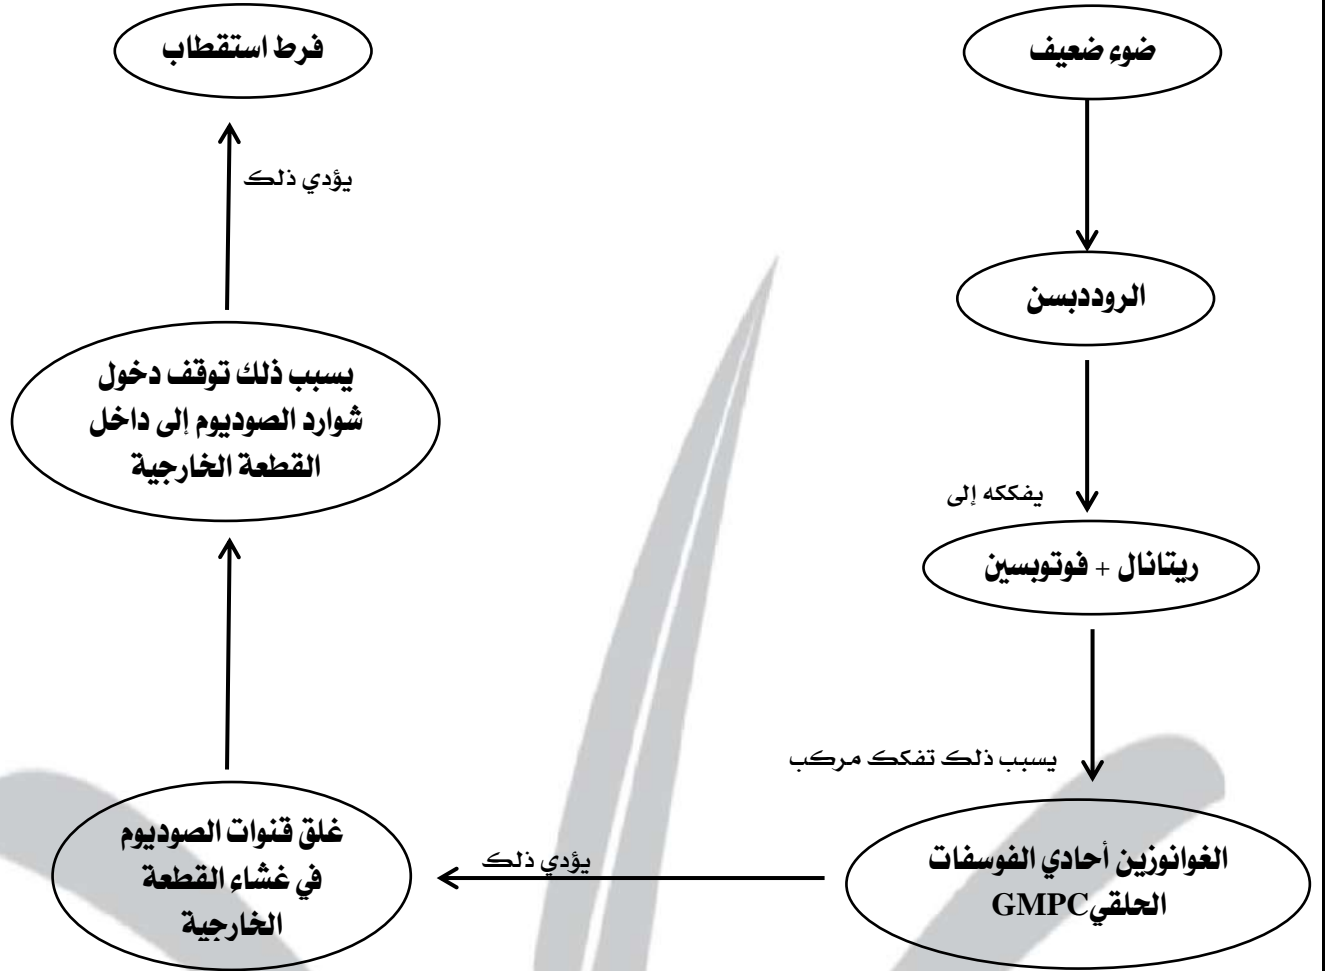 ضوء ضعيف
الروددبسن
يفككه إلى
ريتانال + فوتوبسين
يسبب ذلك تفكك مركب
الغوانوزين أحادي الفوسفات
الحلقيGMPC
يؤدي ذلك
غلق قنوات الصوديوم
في غشاء القطعة
الخارجية
يسبب ذلك توقف دخول
شوارد الصوديوم إلى داخل
القطعة الخارجية
يؤدي ذلك
فرط استقطاب